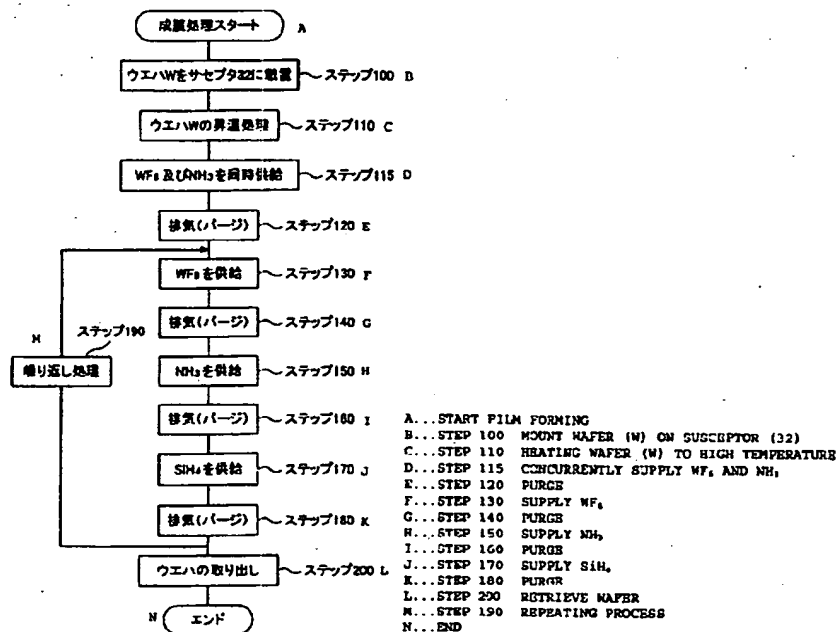 成膜処理スタート A
ウエハWをサセプタ32に載置 ステップ100 B
ウエハWの昇温処理 ステップ110 C
WF₆ 及びNH₃を同時供給 ステップ115 D
排気(パージ) ステップ120 E
WF₆を供給 ステップ130 F
排気(パージ) ステップ140 G
M ステップ190
繰り返し処理
NH₃を供給 ステップ150 H
排気(パージ) ステップ160 I
SiH₄を供給 ステップ170 J
排気(パージ) ステップ180 K
ウエハの取り出し ステップ200 L
N エンド
A...START FILM FORMING
B...STEP 100 MOUNT WAFER (W) ON SUSCEPTOR (32)
C...STEP 110 HEATING WAFER (W) TO HIGH TEMPERATURE
D...STEP 115 CONCURRENTLY SUPPLY WF₆ AND NH₃
E...STEP 120 PURGE
F...STEP 130 SUPPLY WF₆
G...STEP 140 PURGE
H...STEP 150 SUPPLY NH₃
I...STEP 160 PURGE
J...STEP 170 SUPPLY SiH₄
K...STEP 180 PURGE
L...STEP 200 RETRIEVE WAFER
M...STEP 190 REPEATING PROCESS
N...END